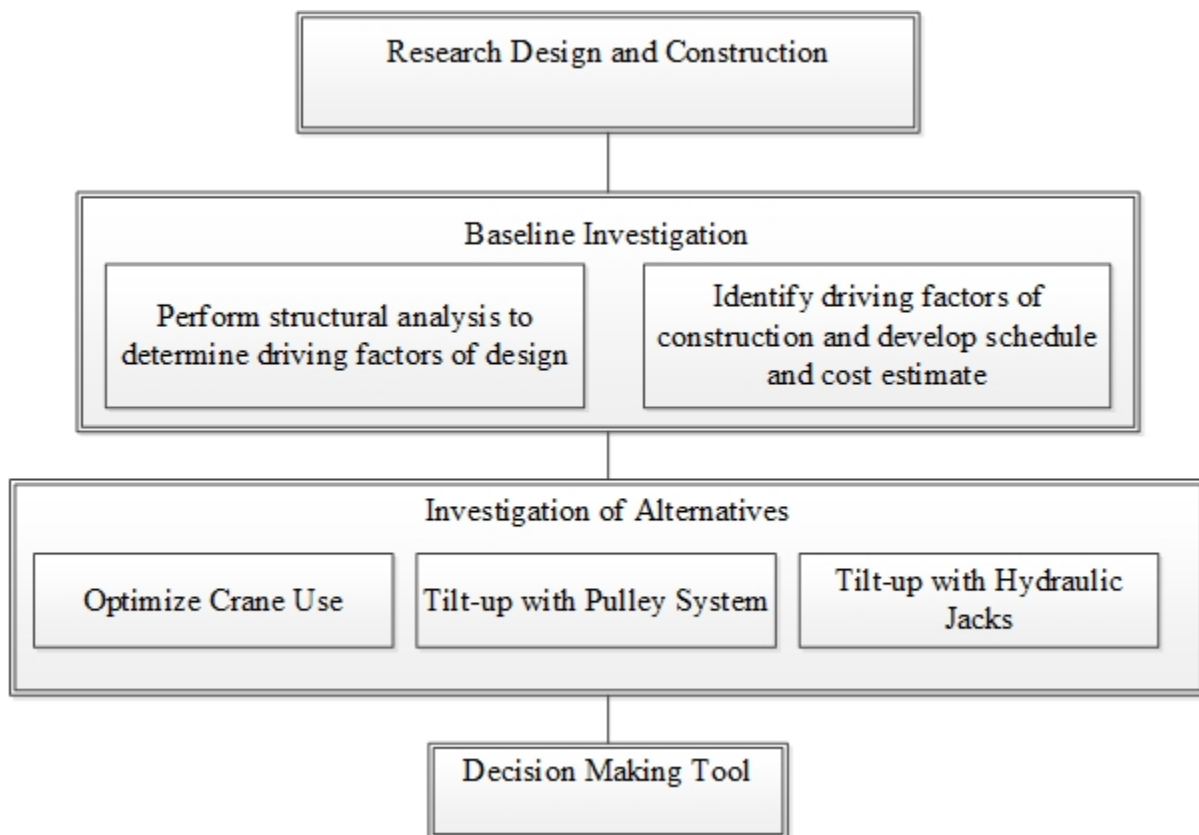 Research Design and Construction
Baseline Investigation
Perform structural analysis to
determine driving factors of design
Identify driving factors of
construction and develop schedule
and cost estimate
Investigation of Alternatives
Optimize Crane Use
Tilt-up with Pulley System
Tilt-up with Hydraulic
Jacks
Decision Making Tool